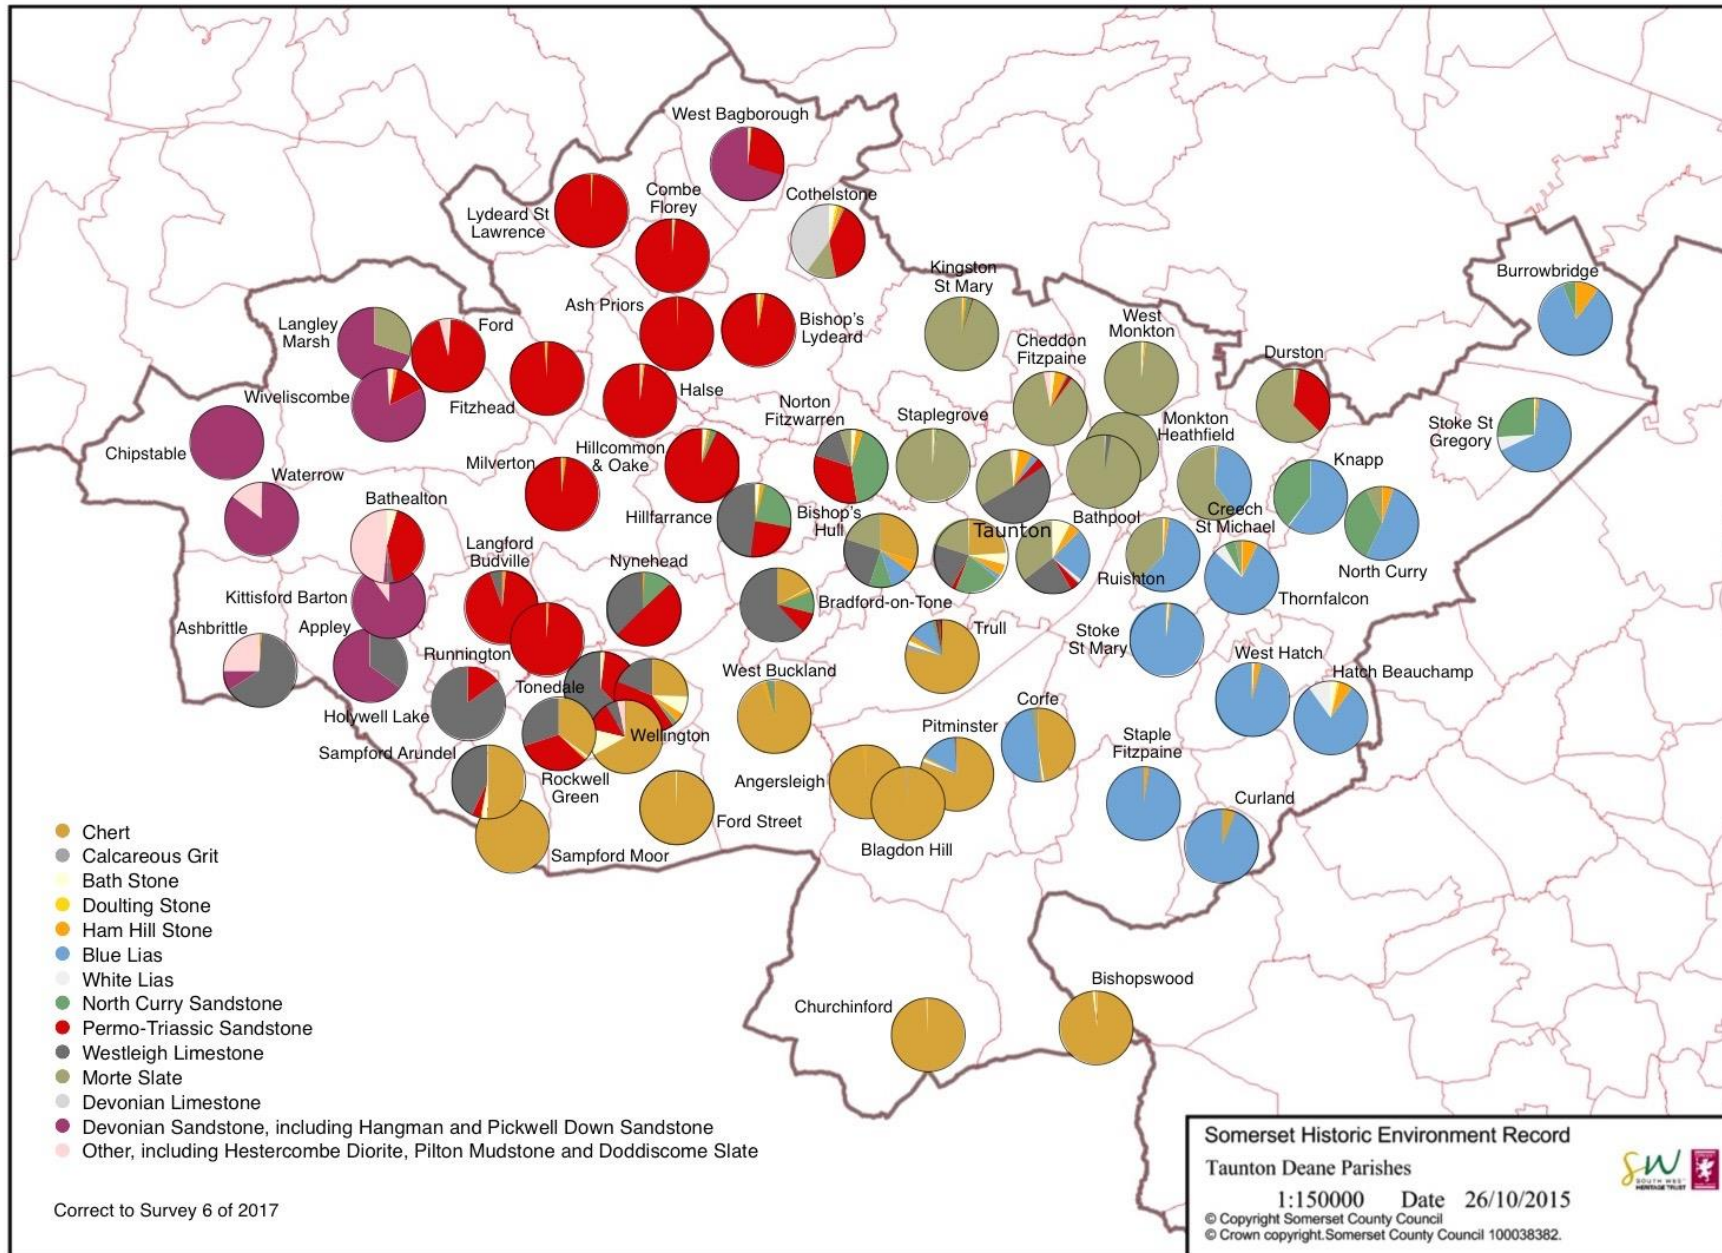 West Bagborough
Combe
Florey
Cothelstone
Lydeard St
Lawrence
Kingston
St Mary
Burrowbridge
Ash Priors
Bishop's
Lydeard
Langley
Marsh
Ford
West
Monkton
Cheddon
Fitzpaine
Durston
Wiveliscombe
Fitzhead
Halse
Norton
Fitzwarren
Staplegrove
Monkton
Heathfield
Stoke St
Gregory
Chipstable
Hillcommon
& Oake
Milverton
Waterrow
Knapp
Bathealton
Hillfarrance
Bishop's
Hull
Bathpool
Creech
St Michael
Taunton
Langford
Budville
Nynehead
Ruishton
North Curry
Kittisford Barton
Bradford-on-Tone
Thornfalcon
Ashbrittle
Appley
Trull
Stoke
St Mary
Runnington
West Buckland
West Hatch
Hatch Beauchamp
Tonedale
Holywell Lake
Corfe
Pitminster
Wellington
Staple
Fitzpaine
Sampford Arundel
Rockwell
Green
Angersleigh
Curland
Ford Street
Blagdon Hill
Sampford Moor
Bishopswood
Churchinford
Chert
Calcareous Grit
Bath Stone
Doulting Stone
Ham Hill Stone
Blue Lias
White Lias
North Curry Sandstone
Permo-Triassic Sandstone
Westleigh Limestone
Morte Slate
Devonian Limestone
Devonian Sandstone, including Hangman and Pickwell Down Sandstone
Other, including Hestercombe Diorite, Pilton Mudstone and Doddiscome Slate
Correct to Survey 6 of 2017
Somerset Historic Environment Record
Taunton Deane Parishes
1:150000 Date 26/10/2015
© Copyright Somerset County Council
© Crown copyright.Somerset County Council 100038382.
SW
SOUTH WEST
HERITAGE TRUST